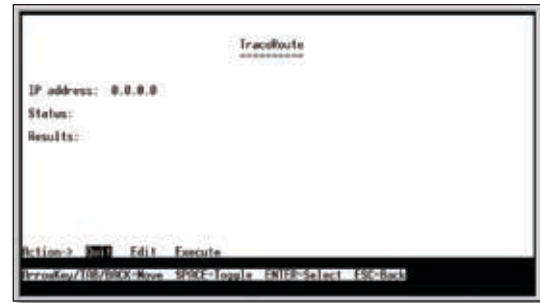 TraceRoute
IP address: 0.0.0.0
Status:
Results:
Action-> Quit Edit Execute
ArrowKey/TAB/BACK-Move SPACE-Toggle ENTER-Select ESC-Back